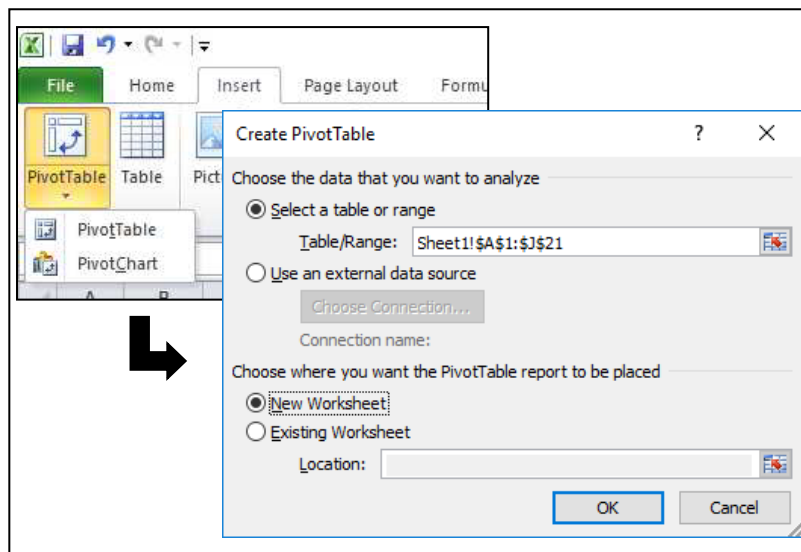 File Home Insert Page Layout Formu
PivotTable Table Pict
PivotTable
PivotChart
A B
Create PivotTable ?
Choose the data that you want to analyze
Select a table or range
Table/Range: Sheet1!$A$1:$J$21
Use an external data source
Choose Connection...
Connection name:
Choose where you want the PivotTable report to be placed
New Worksheet
Existing Worksheet
Location:
OK Cancel